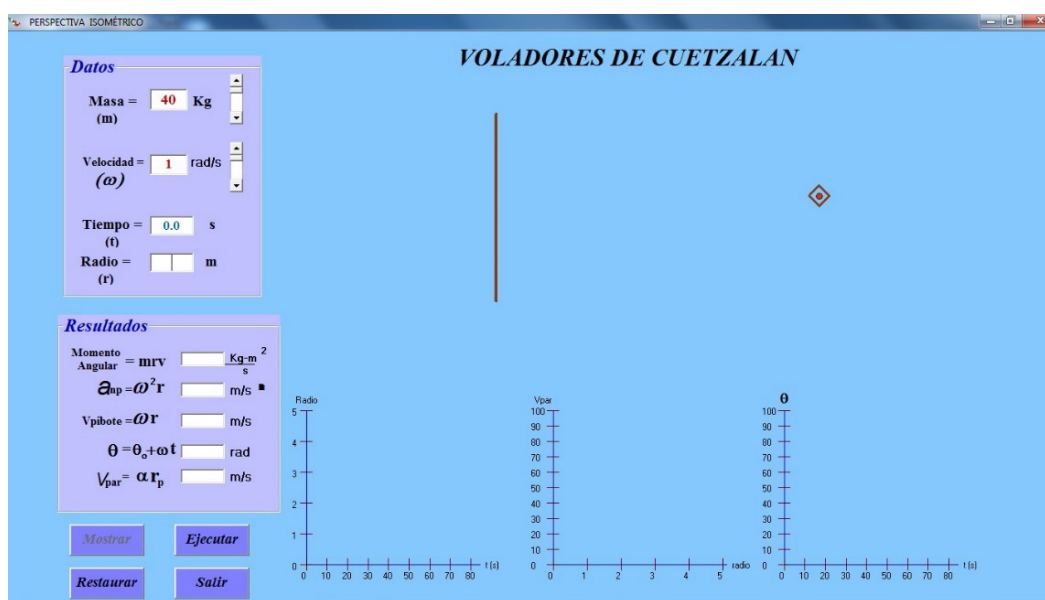 PERSPECTIVA ISOMÉTRICO
VOLADORES DE CUETZALAN
Datos
Masa = 40 Kg
(m)
Velocidad = 1 rad/s
(ω)
Tiempo = 0.0 s
(t)
Radio = m
(r)
Resultados
Momento Angular = mrv Kg-m²/s
anp = ω²r m/s
Vpibote = ωr m/s
θ = θ₀+ωt rad
Vpar = α rp m/s
Mostrar Ejecutar
Restaurar Salir
Radio
5
4
3
2
1
0
0 10 20 30 40 50 60 70 80 t (s)
Vpar
100
90
80
70
60
50
40
30
20
10
0
0 1 2 3 4 5 radio
θ
100
90
80
70
60
50
40
30
20
10
0
0 10 20 30 40 50 60 70 80 t (s)